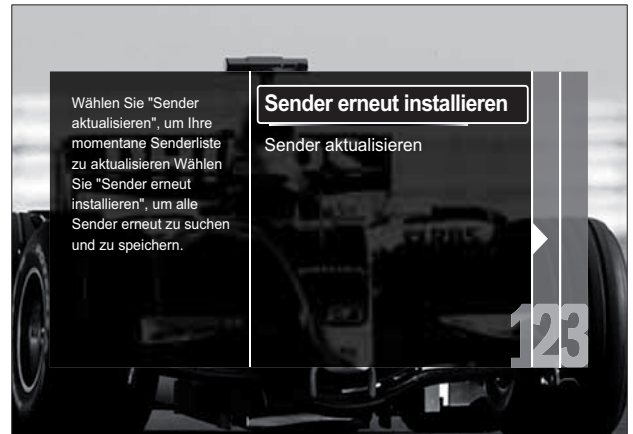 Wählen Sie "Sender
aktualisieren", um Ihre
momentane Senderliste
zu aktualisieren Wählen
Sie "Sender erneut
installieren", um alle
Sender erneut zu suchen
und zu speichern.
Sender erneut installieren
Sender aktualisieren
123